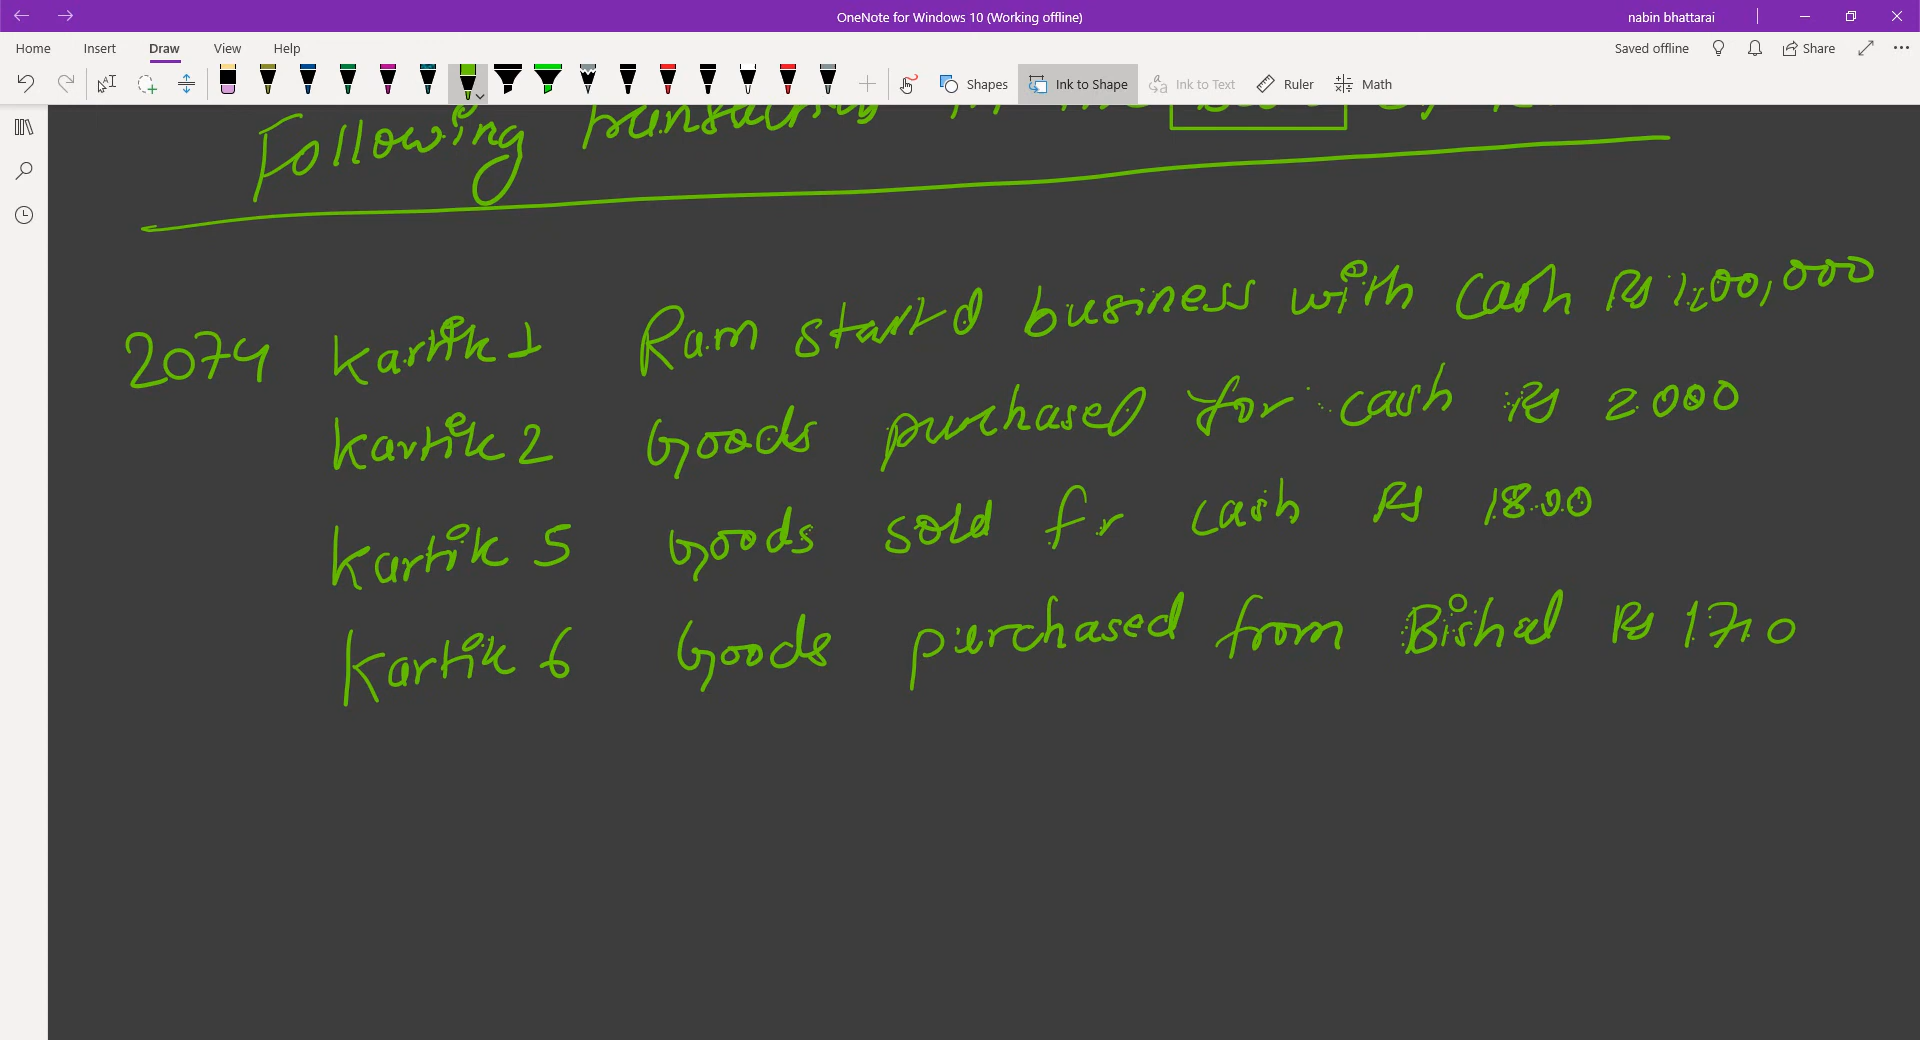 OneNote for Windows 10 (Working offline)
nabin bhattarai
Home Insert Draw View Help
Saved offline Share
Shapes Ink to Shape Ink to Text Ruler Math
Following
2074 Kartik 1 Ram start d business with cash Rs 1,00,000
Kartik 2 Goods purchased for cash Rs 2000
Kartik 5 Goods sold fr cash Rs 1800
Kartik 6 Goods purchased from Bishal Rs 1710